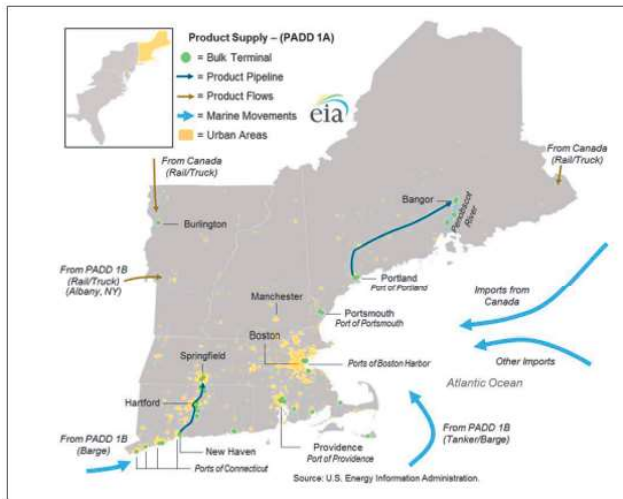 Product Supply – (PADD 1A)
= Bulk Terminal
= Product Pipeline
= Product Flows
= Marine Movements
= Urban Areas
eia
From Canada
(Rail/Truck)
From Canada
(Rail/Truck)
Burlington
Bangor
Penobscot
River
From PADD 1B
(Rail/Truck)
(Albany, NY)
Portland
Port of Portland
Manchester
Portsmouth
Port of Portsmouth
Imports from
Canada
Boston
Springfield
Ports of Boston Harbor
Other Imports
Atlantic Ocean
Hartford
From PADD 1B
(Barge)
New Haven
Ports of Connecticut
Providence
Port of Providence
From PADD 1B
(Tanker/Barge)
Source: U.S. Energy Information Administration.